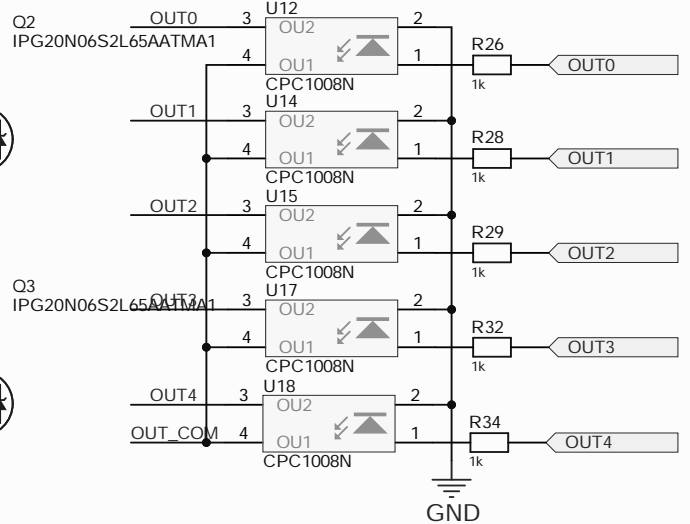 U12
Q2 OUT0 3 OU2 2
IPG20N06S2L65AATMA1
4 OU1 1 R26 OUT0
CPC1008N 1k
U14
OUT1 3 OU2 2
R28
4 OU1 1 OUT1
CPC1008N 1k
U15
OUT2 3 OU2 2
R29
4 OU1 1 OUT2
CPC1008N 1k
Q3 U17
IPG20N06S2L65AATMA1 OUT3 3 OU2 2
R32
4 OU1 1 OUT3
CPC1008N 1k
U18
OUT4 3 OU2 2
R34
OUT_COM 4 OU1 1 OUT4
CPC1008N 1k
GND